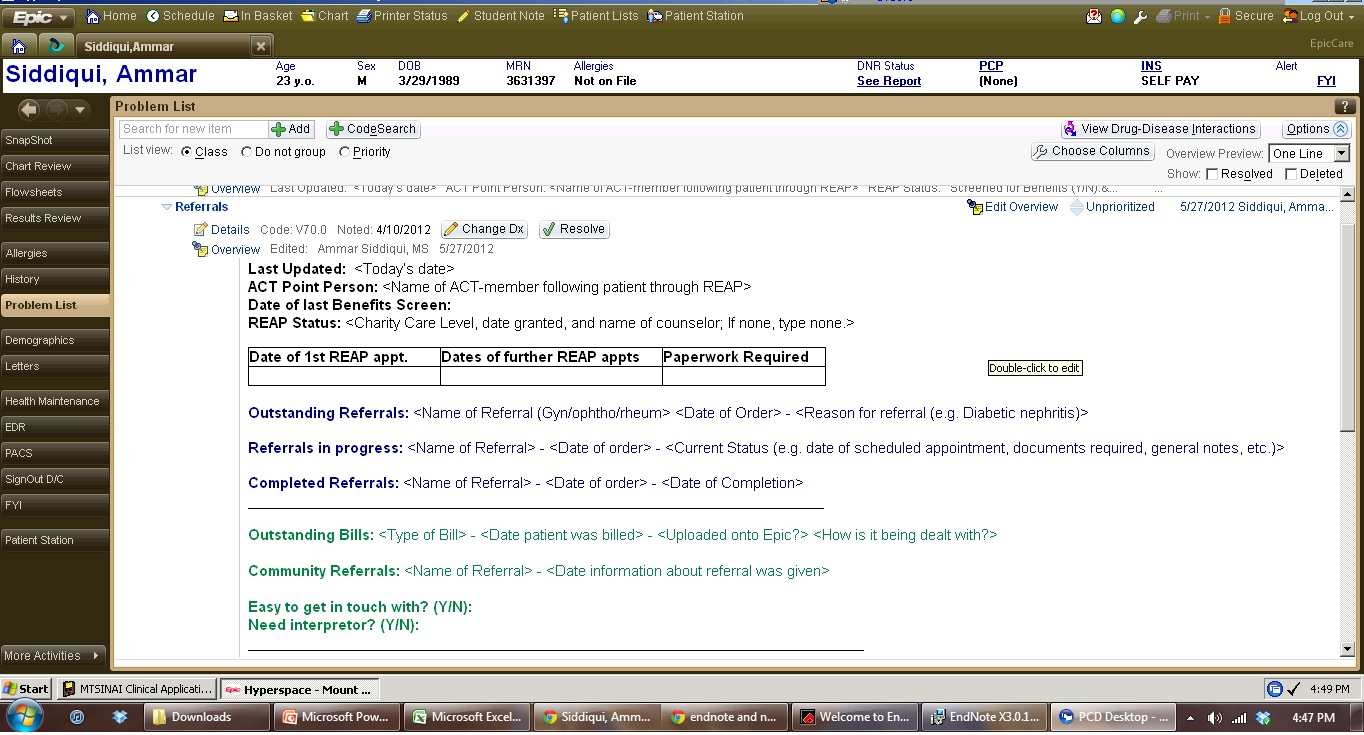 Epic Home Schedule In Basket Chart Printer Status Student Note Patient Lists Patient Station Print Secure Log Out
Siddiqui,Ammar EpicCare
Siddiqui, Ammar
Age Sex DOB MRN Allergies DNR Status PCP INS Alert
23 y.o. M 3/29/1989 3631397 Not on File See Report (None) SELF PAY FYI
Problem List
Search for new item Add CodeSearch View Drug-Disease Interactions Options
List view: Class Do not group Priority Choose Columns Overview Preview: One Line
Show: Resolved Deleted
SnapShot
Chart Review
Flowsheets
Results Review
Allergies
History
Problem List
Demographics
Letters
Health Maintenance
EDR
PACS
SignOut D/C
FYI
Patient Station
More Activities
Overview Last Updated: <Today's date> ACT Point Person: <Name of ACT-member following patient through REAP> REAP Status: Screened for Benefits (Y/N):&... ...
Referrals Edit Overview Unprioritized 5/27/2012 Siddiqui, Amma...
Details Code: V70.0 Noted: 4/10/2012 Change Dx Resolve
Overview Edited: Ammar Siddiqui, MS 5/27/2012
Last Updated: <Today's date>
ACT Point Person: <Name of ACT-member following patient through REAP>
Date of last Benefits Screen:
REAP Status: <Charity Care Level, date granted, and name of counselor; If none, type none.>
Date of 1st REAP appt. Dates of further REAP appts Paperwork Required
Double-click to edit
Outstanding Referrals: <Name of Referral (Gyn/ophtho/rheum> <Date of Order> - <Reason for referral (e.g. Diabetic nephritis)>
Referrals in progress: <Name of Referral> - <Date of order> - <Current Status (e.g. date of scheduled appointment, documents required, general notes, etc.)>
Completed Referrals: <Name of Referral> - <Date of order> - <Date of Completion>
Outstanding Bills: <Type of Bill> - <Date patient was billed> - <Uploaded onto Epic?> <How is it being dealt with?>
Community Referrals: <Name of Referral> - <Date information about referral was given>
Easy to get in touch with? (Y/N):
Need interpretor? (Y/N):
Start MTSINAI Clinical Applicati... Epic Hyperspace - Mount ... 4:49 PM
Downloads Microsoft Pow... Microsoft Excel... Siddiqui, Amm... endnote and n... Welcome to En... EndNote X3.0.1... PCD Desktop - ... 4:47 PM